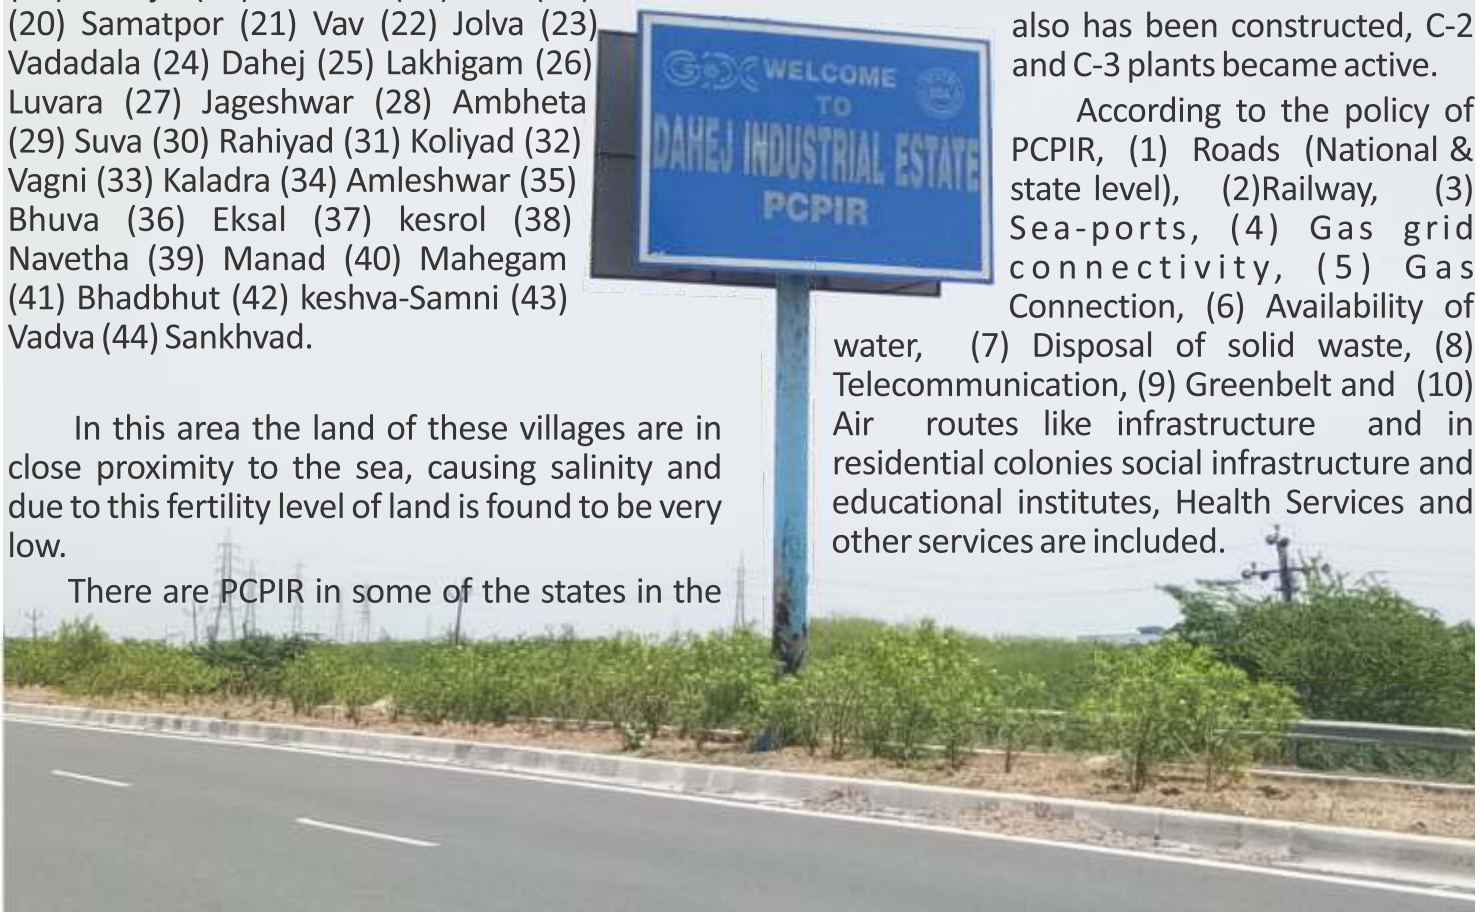 (20) Samatpor (21) Vav (22) Jolva (23)
Vadadala (24) Dahej (25) Lakhigam (26)
Luvara (27) Jageshwar (28) Ambheta
(29) Suva (30) Rahiyad (31) Koliyad (32)
Vagni (33) Kaladra (34) Amleshwar (35)
Bhuva (36) Eksal (37) kesrol (38)
Navetha (39) Manad (40) Mahegam
(41) Bhadbhut (42) keshva-Samni (43)
Vadva (44) Sankhvad.
In this area the land of these villages are in
close proximity to the sea, causing salinity and
due to this fertility level of land is found to be very
low.
There are PCPIR in some of the states in the
WELCOME
TO
DAHEJ INDUSTRIAL ESTATE
PCPIR
also has been constructed, C-2
and C-3 plants became active.
According to the policy of
PCPIR, (1) Roads (National &
state level), (2)Railway, (3)
Sea-ports, (4) Gas grid
connectivity, (5) Gas
Connection, (6) Availability of
water, (7) Disposal of solid waste, (8)
Telecommunication, (9) Greenbelt and (10)
Air routes like infrastructure and in
residential colonies social infrastructure and
educational institutes, Health Services and
other services are included.